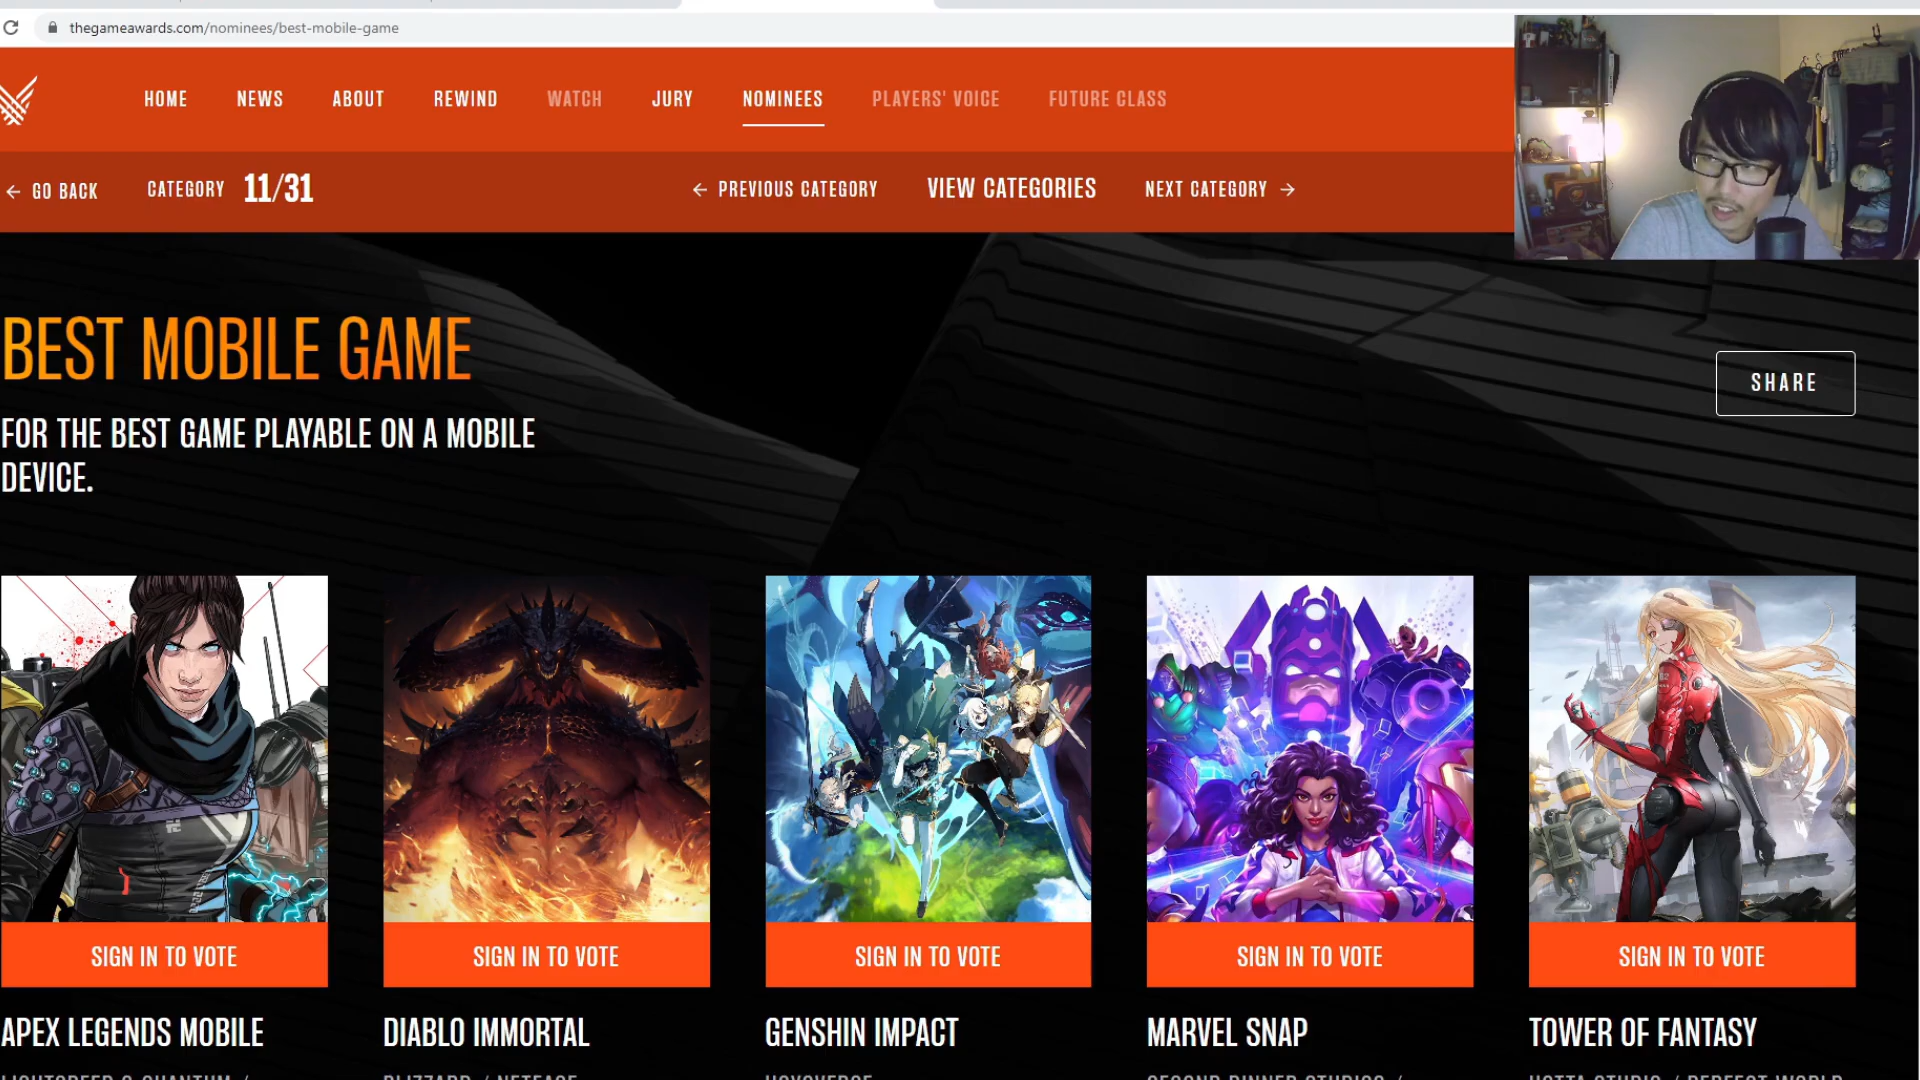 thegameawards.com/nominees/best-mobile-game
HOME NEWS ABOUT REWIND WATCH JURY NOMINEES PLAYERS' VOICE FUTURE CLASS
← GO BACK CATEGORY 11/31 ← PREVIOUS CATEGORY VIEW CATEGORIES NEXT CATEGORY →
BEST MOBILE GAME
SHARE
FOR THE BEST GAME PLAYABLE ON A MOBILE
DEVICE.
SIGN IN TO VOTE SIGN IN TO VOTE SIGN IN TO VOTE SIGN IN TO VOTE SIGN IN TO VOTE
APEX LEGENDS MOBILE DIABLO IMMORTAL GENSHIN IMPACT MARVEL SNAP TOWER OF FANTASY